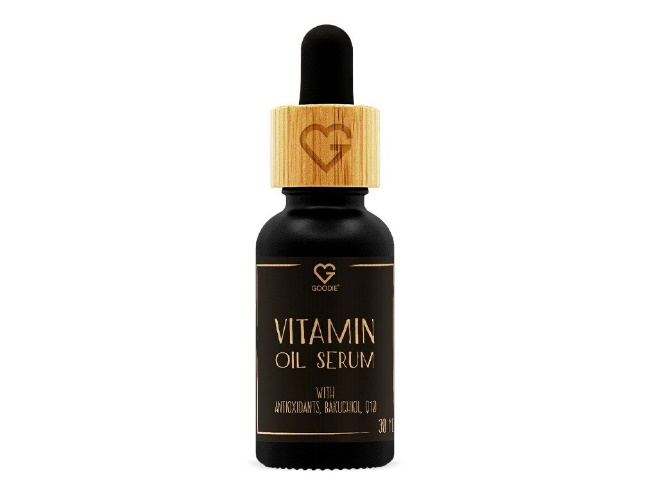 GOODIE
VITAMIN
OIL SERUM
WITH
ANTIOXIDANTS, BAKUCHIOL, Q10
30 ML